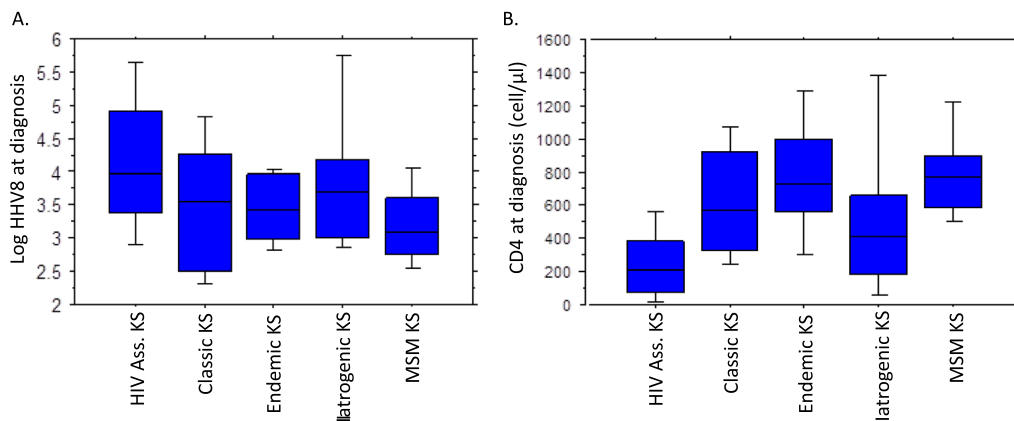 A.
Log HHV8 at diagnosis
6
5.5
5
4.5
4
3.5
3
2.5
2
HIV Ass. KS
Classic KS
Endemic KS
Iatrogenic KS
MSM KS
B.
CD4 at diagnosis (cell/µl)
1600
1400
1200
1000
800
600
400
200
0
HIV Ass. KS
Classic KS
Endemic KS
Iatrogenic KS
MSM KS